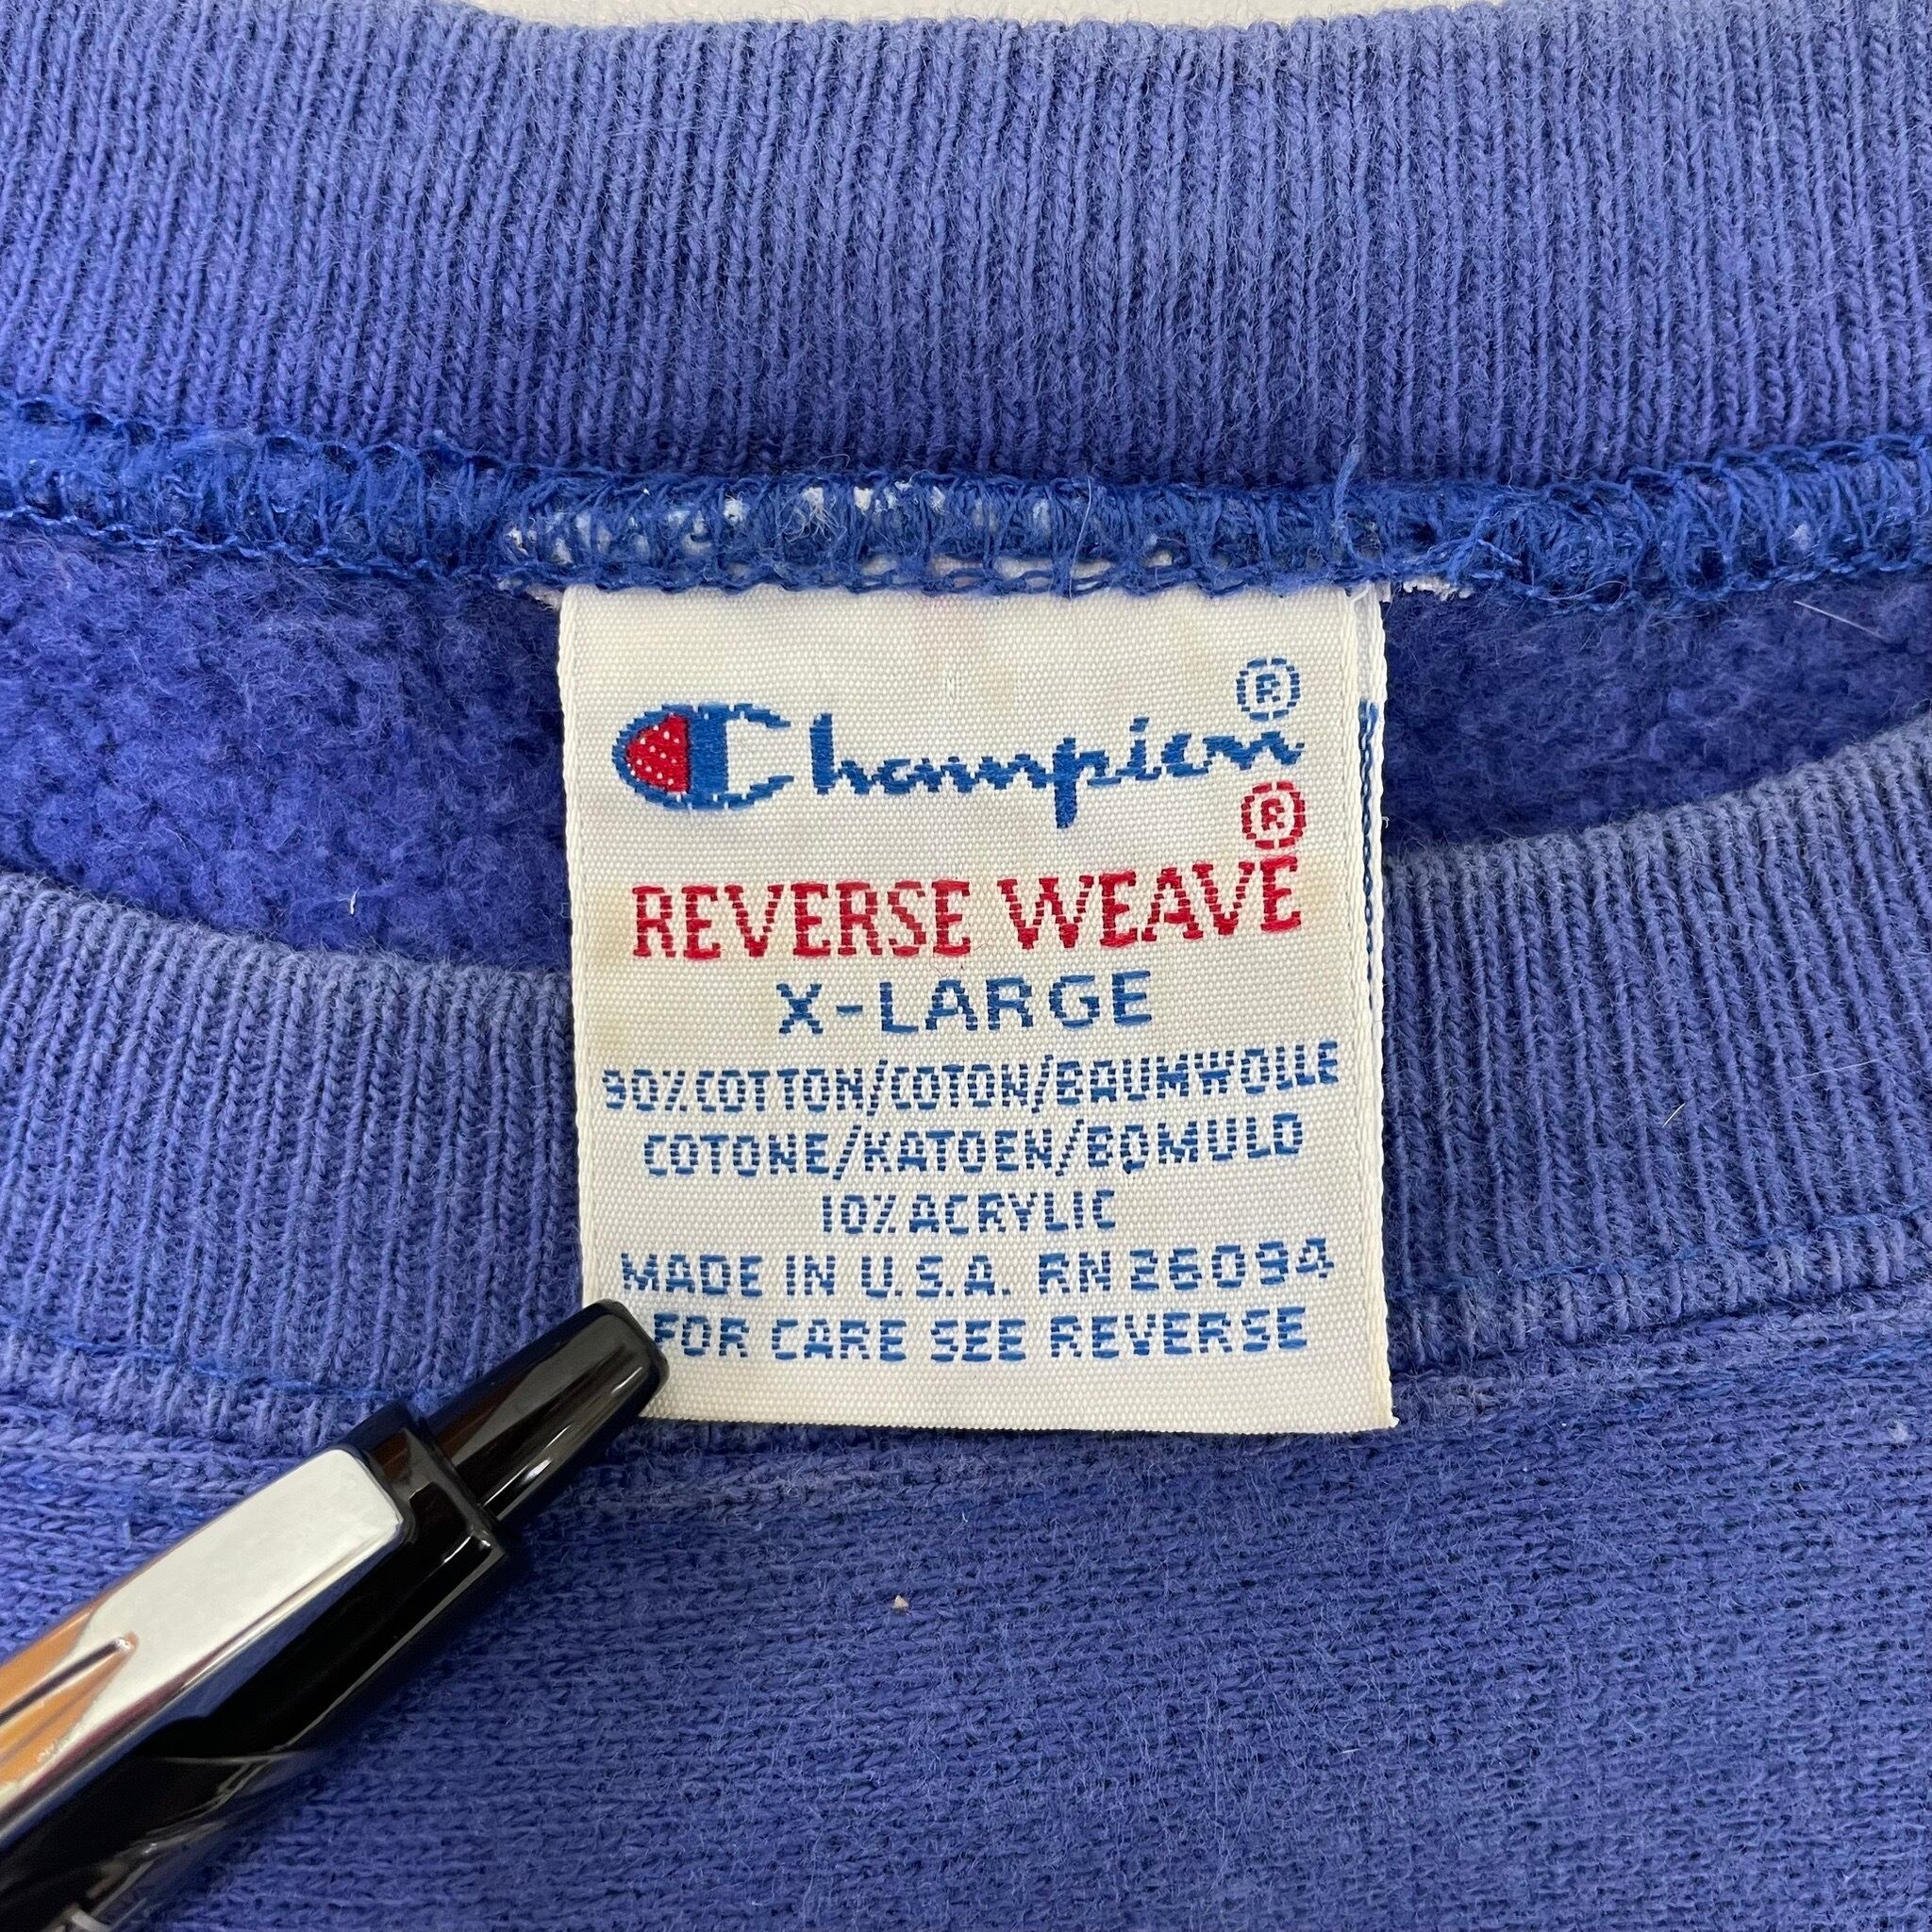 Champion®
REVERSE WEAVE®
X-LARGE
90% COTTON/COTON/BAUMWOLLE
COTONE/KATOEN/BOMULD
10% ACRYLIC
MADE IN U.S.A. RN 26094
FOR CARE SEE REVERSE